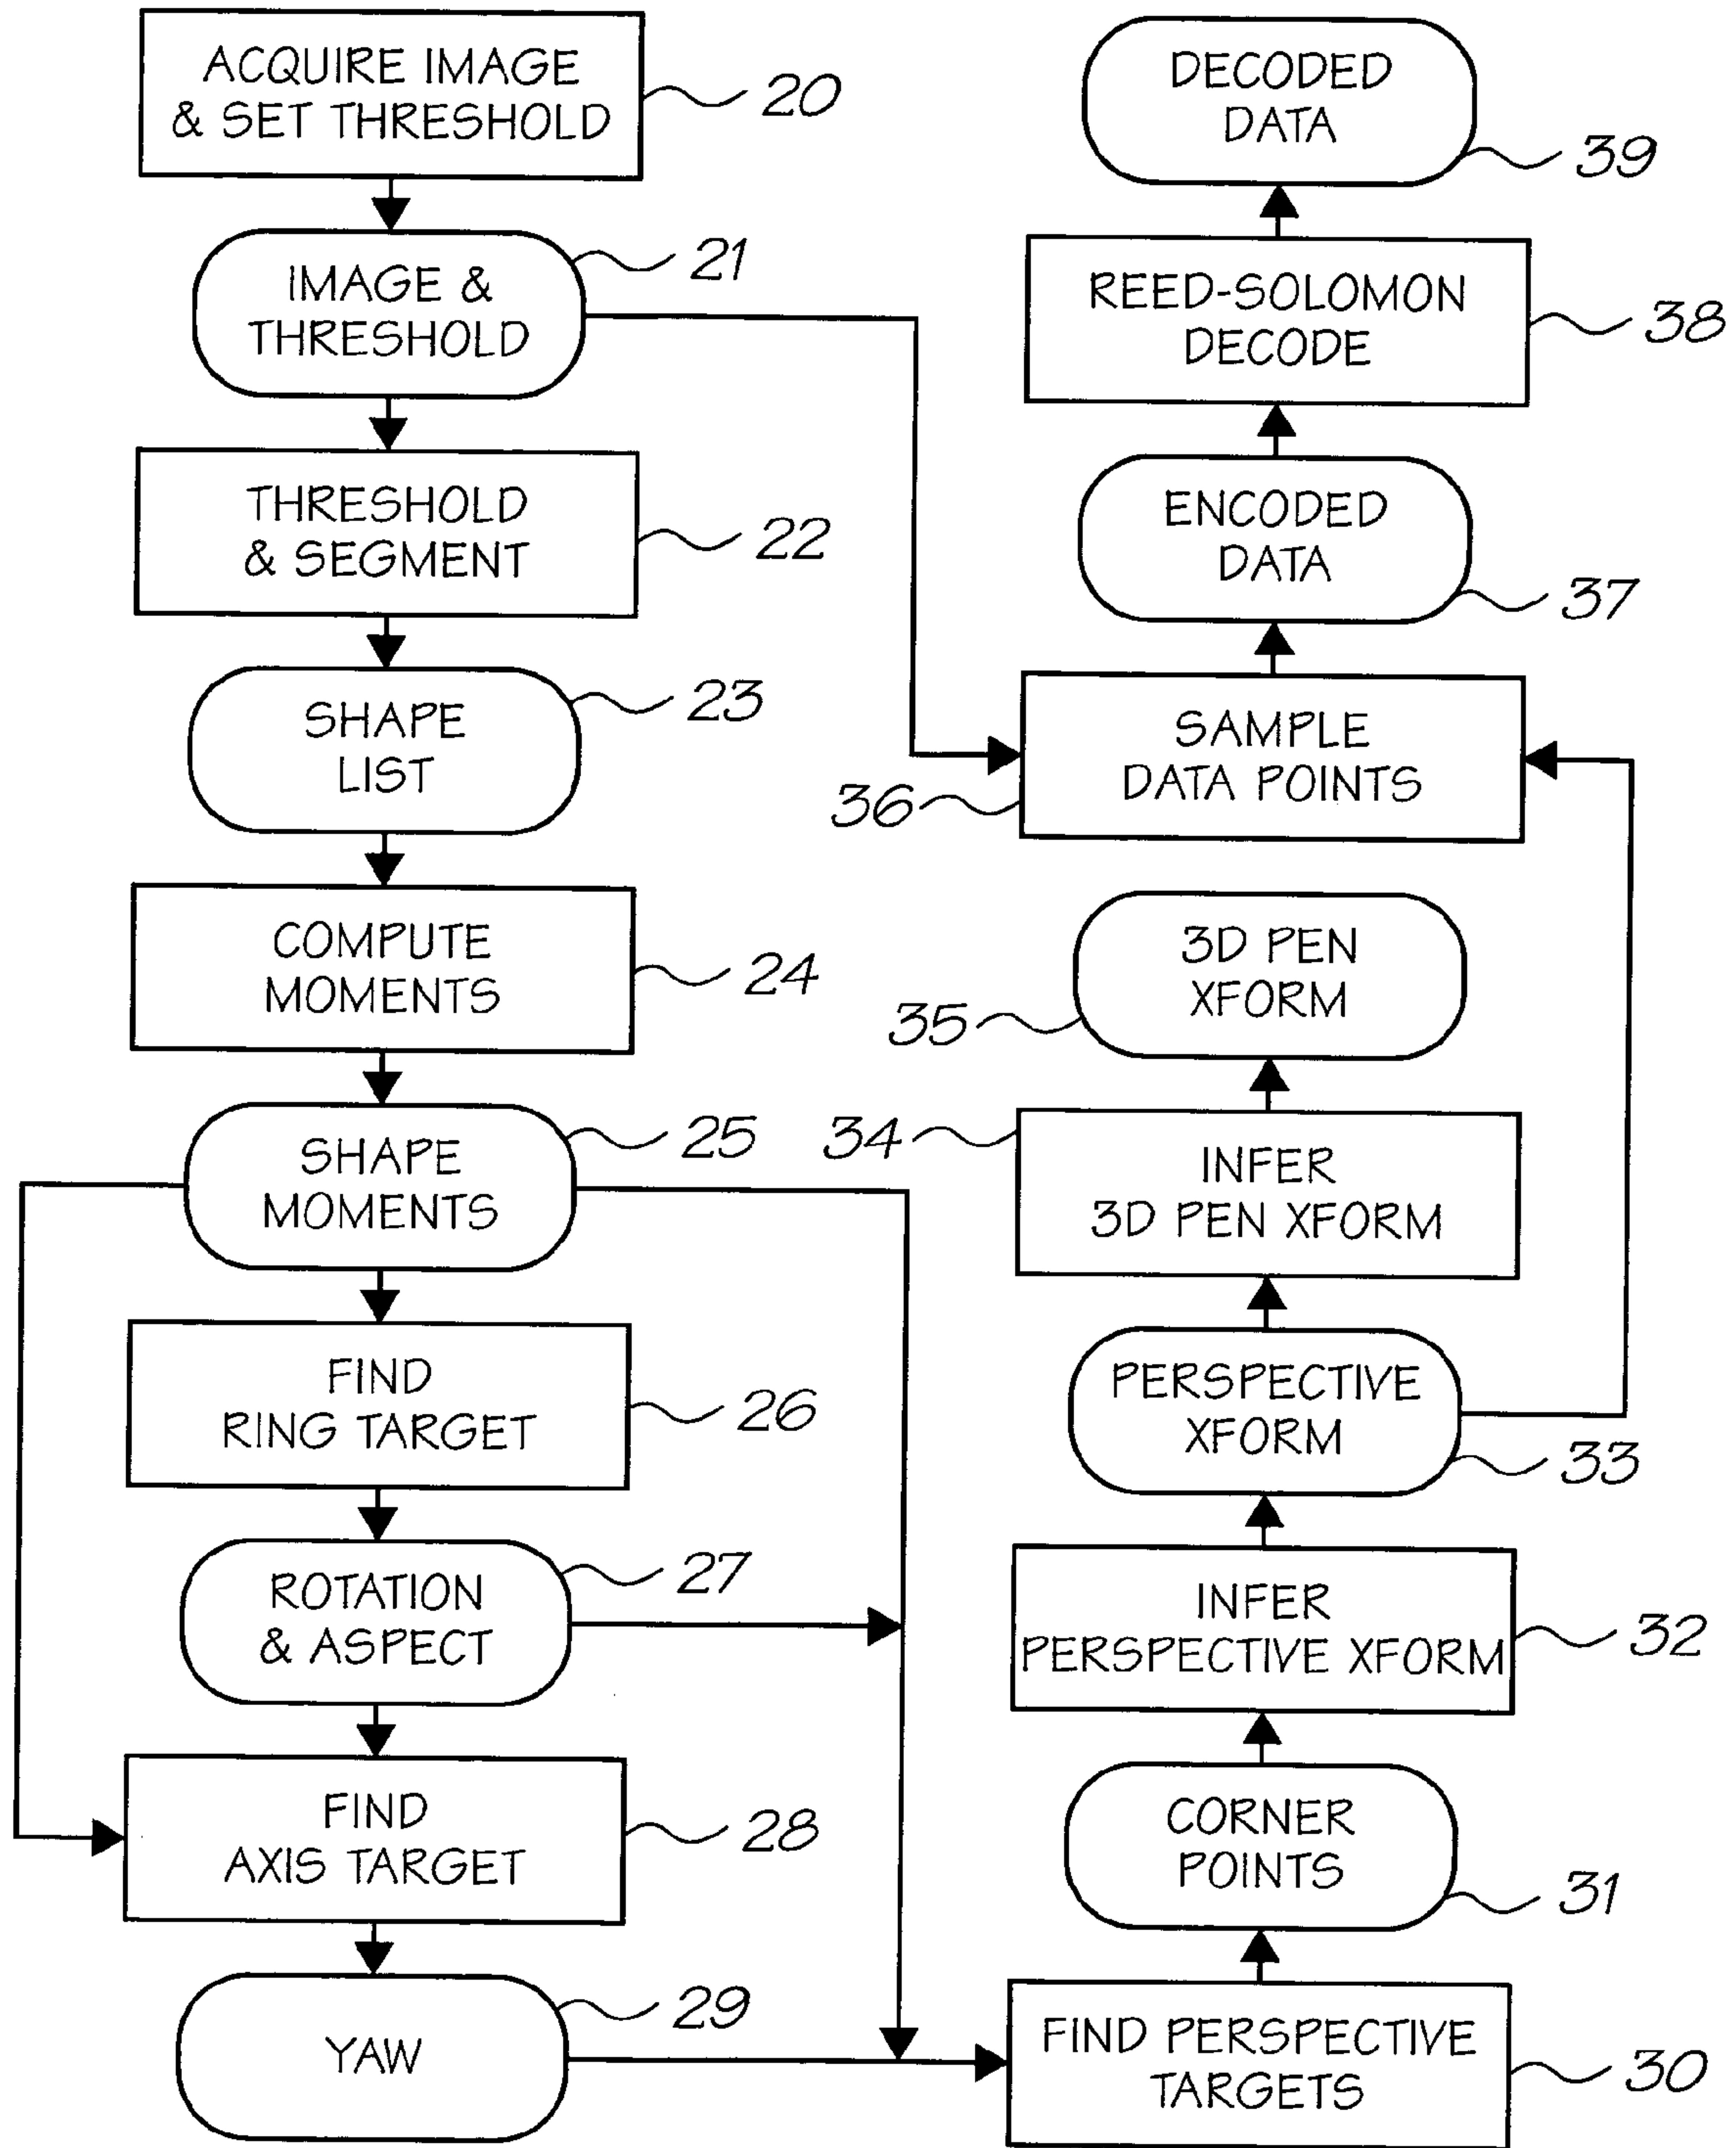 ACQUIRE IMAGE
& SET THRESHOLD
20
IMAGE &
THRESHOLD
21
THRESHOLD
& SEGMENT
22
SHAPE
LIST
23
COMPUTE
MOMENTS
24
SHAPE
MOMENTS
25
FIND
RING TARGET
26
ROTATION
& ASPECT
27
FIND
AXIS TARGET
28
YAW
29
DECODED
DATA
39
REED-SOLOMON
DECODE
38
ENCODED
DATA
37
SAMPLE
DATA POINTS
36
3D PEN
XFORM
35
INFER
3D PEN XFORM
34
PERSPECTIVE
XFORM
33
INFER
PERSPECTIVE XFORM
32
CORNER
POINTS
31
FIND PERSPECTIVE
TARGETS
30